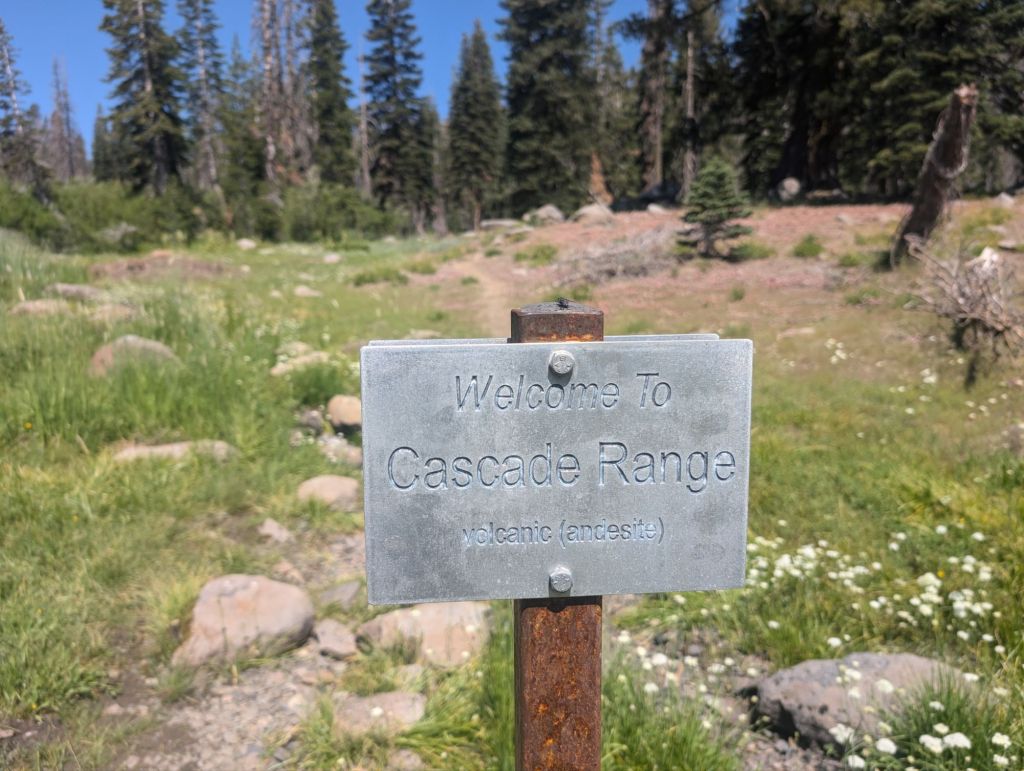 Welcome To
Cascade Range
volcanic (andesite)